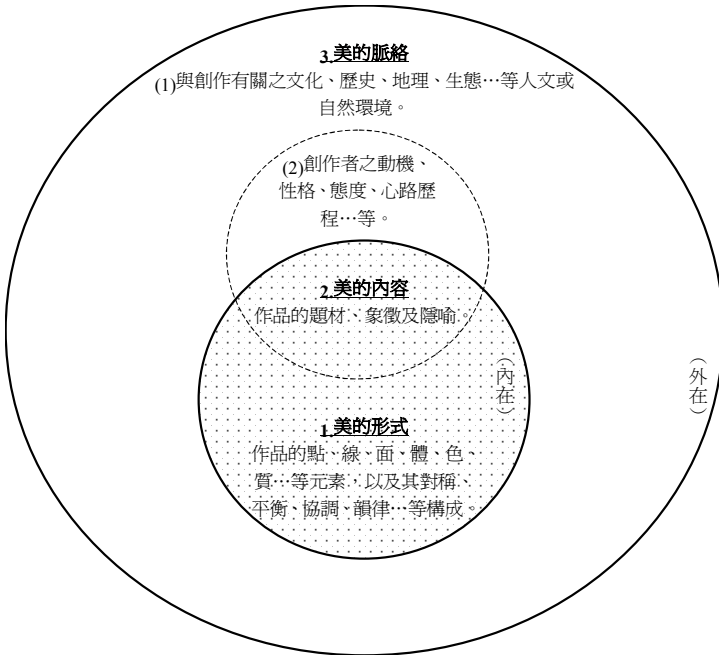 3.美的脈絡
(1)與創作有關之文化、歷史、地理、生態…等人文或
自然環境。
(2)創作者之動機、
性格、態度、心路歷
程…等。
2.美的內容
作品的題材、象徵及隱喻。
（內在）
（外在）
1.美的形式
作品的點、線、面、體、色、
質…等元素，以及其對稱、
平衡、協調、韻律…等構成。